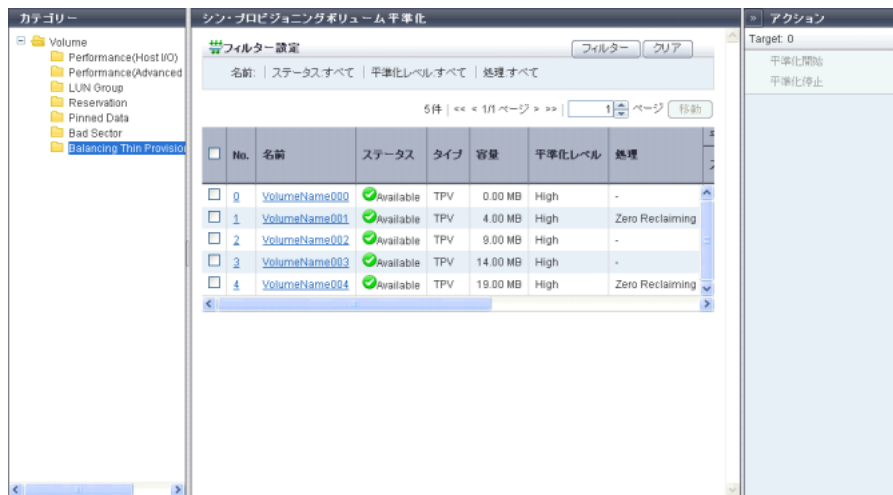 カテゴリー
Volume
Performance(Host I/O)
Performance(Advanced
LUN Group
Reservation
Pinned Data
Bad Sector
Balancing Thin Provision
シン・プロビジョニングボリューム平準化
フィルター設定
フィルター クリア
名前: | ステータス:すべて | 平準化レベル:すべて | 処理:すべて
5件 | << < 1/1 ページ > >> | 1 ページ 移動
No. 名前 ステータス タイプ 容量 平準化レベル 処理
0 VolumeName000 Available TPV 0.00 MB High -
1 VolumeName001 Available TPV 4.00 MB High Zero Reclaiming
2 VolumeName002 Available TPV 9.00 MB High -
3 VolumeName003 Available TPV 14.00 MB High -
4 VolumeName004 Available TPV 19.00 MB High Zero Reclaiming
» アクション
Target: 0
平準化開始
平準化停止